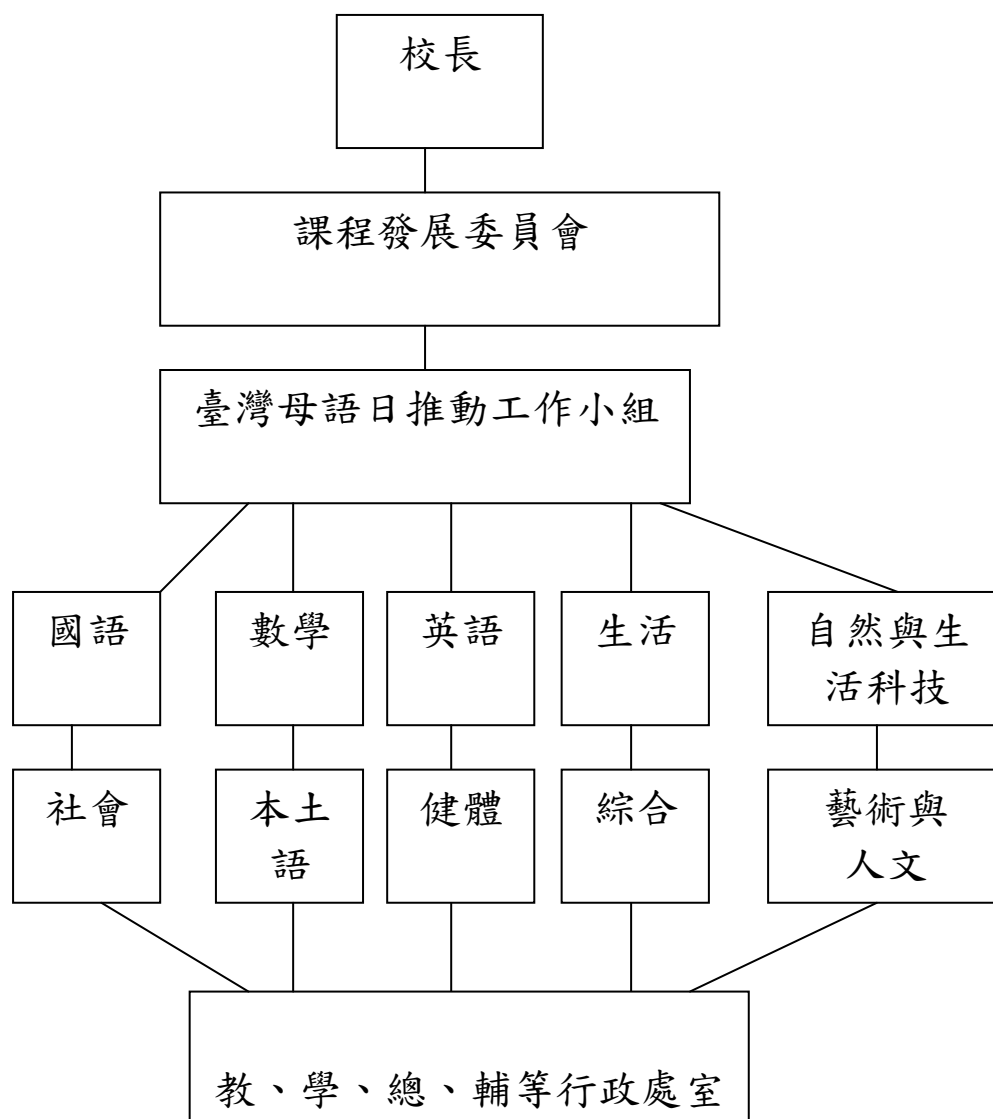 校長
課程發展委員會
臺灣母語日推動工作小組
國語
數學
英語
生活
自然與生
活科技
社會
本土
語
健體
綜合
藝術與
人文
教、學、總、輔等行政處室